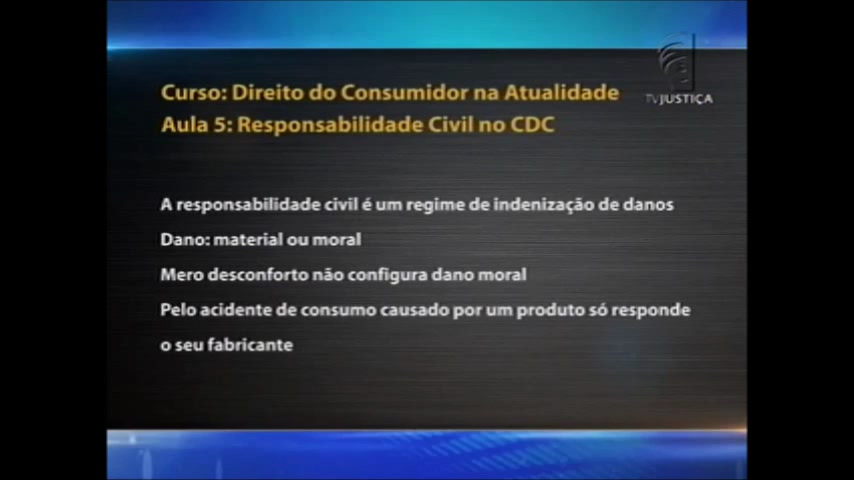 Curso: Direito do Consumidor na Atualidade
Aula 5: Responsabilidade Civil no CDC
TV JUSTIÇA
A responsabilidade civil é um regime de indenização de danos
Dano: material ou moral
Mero desconforto não configura dano moral
Pelo acidente de consumo causado por um produto só responde
o seu fabricante